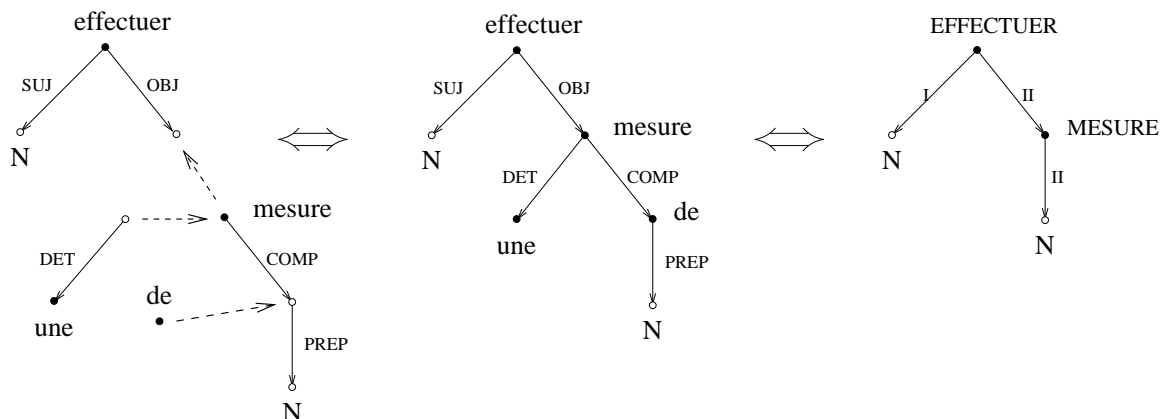 effectuer
SUJ
OBJ
N
mesure
DET
COMP
une
de
PREP
N
effectuer
SUJ
OBJ
N
mesure
DET
COMP
une
de
PREP
N
EFFECTUER
I
II
N
MESURE
II
N